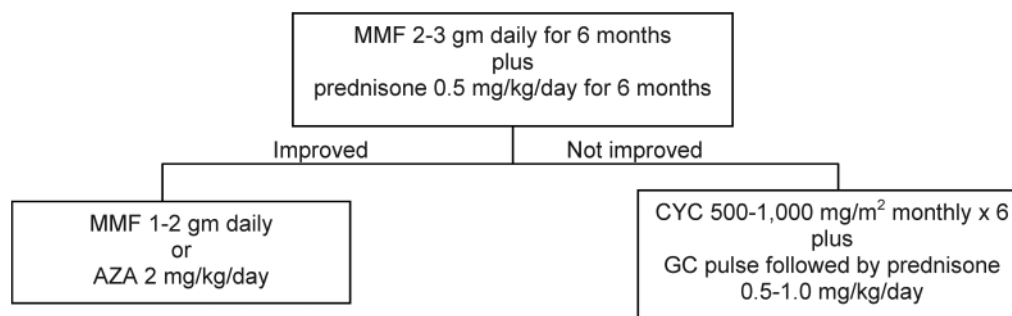 MMF 2-3 gm daily for 6 months
plus
prednisone 0.5 mg/kg/day for 6 months
Improved
Not improved
MMF 1-2 gm daily
or
AZA 2 mg/kg/day
CYC 500-1,000 mg/m² monthly x 6
plus
GC pulse followed by prednisone
0.5-1.0 mg/kg/day